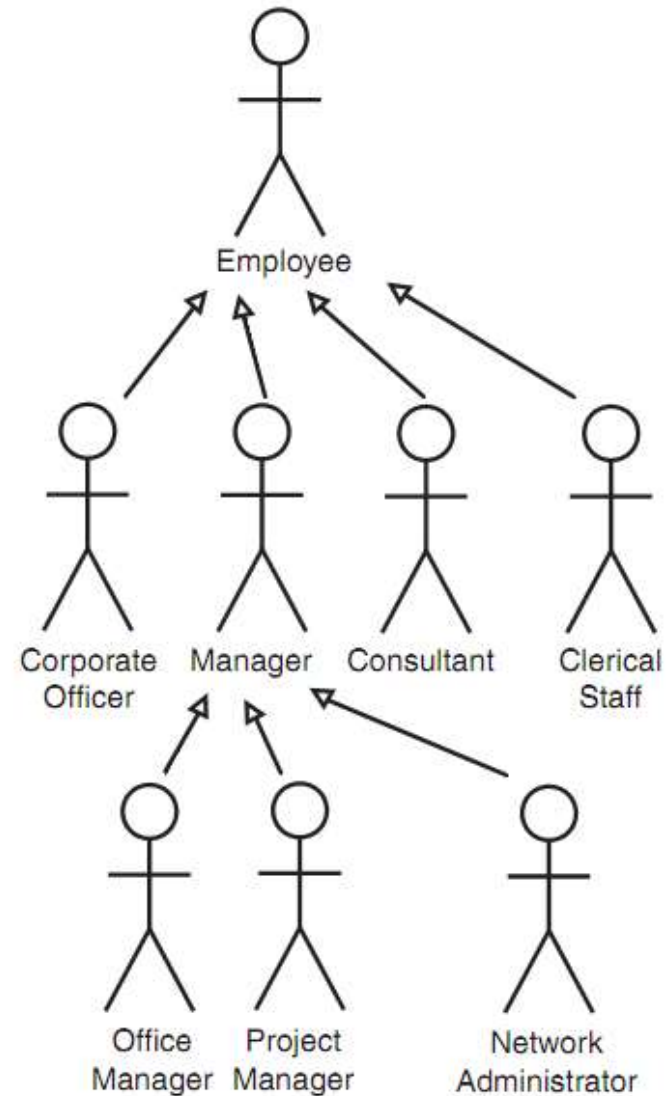 Employee
Corporate
Officer
Manager
Consultant
Clerical
Staff
Office
Manager
Project
Manager
Network
Administrator